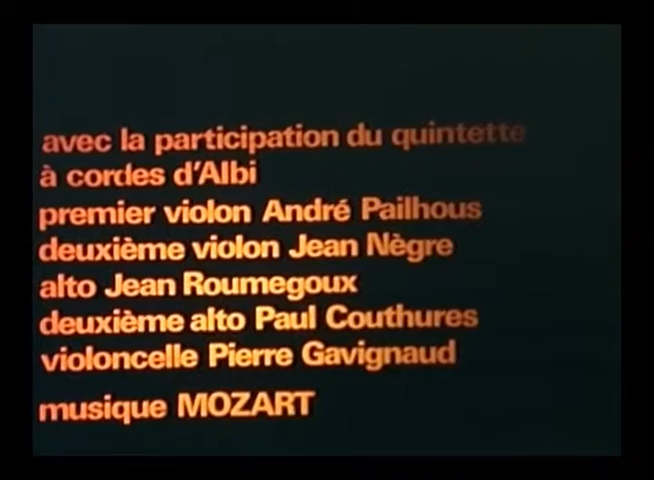 avec la participation du quintette
à cordes d'Albi
premier violon André Pailhous
deuxième violon Jean Nègre
alto Jean Roumegoux
deuxième alto Paul Couthures
violoncelle Pierre Gavignaud
musique MOZART